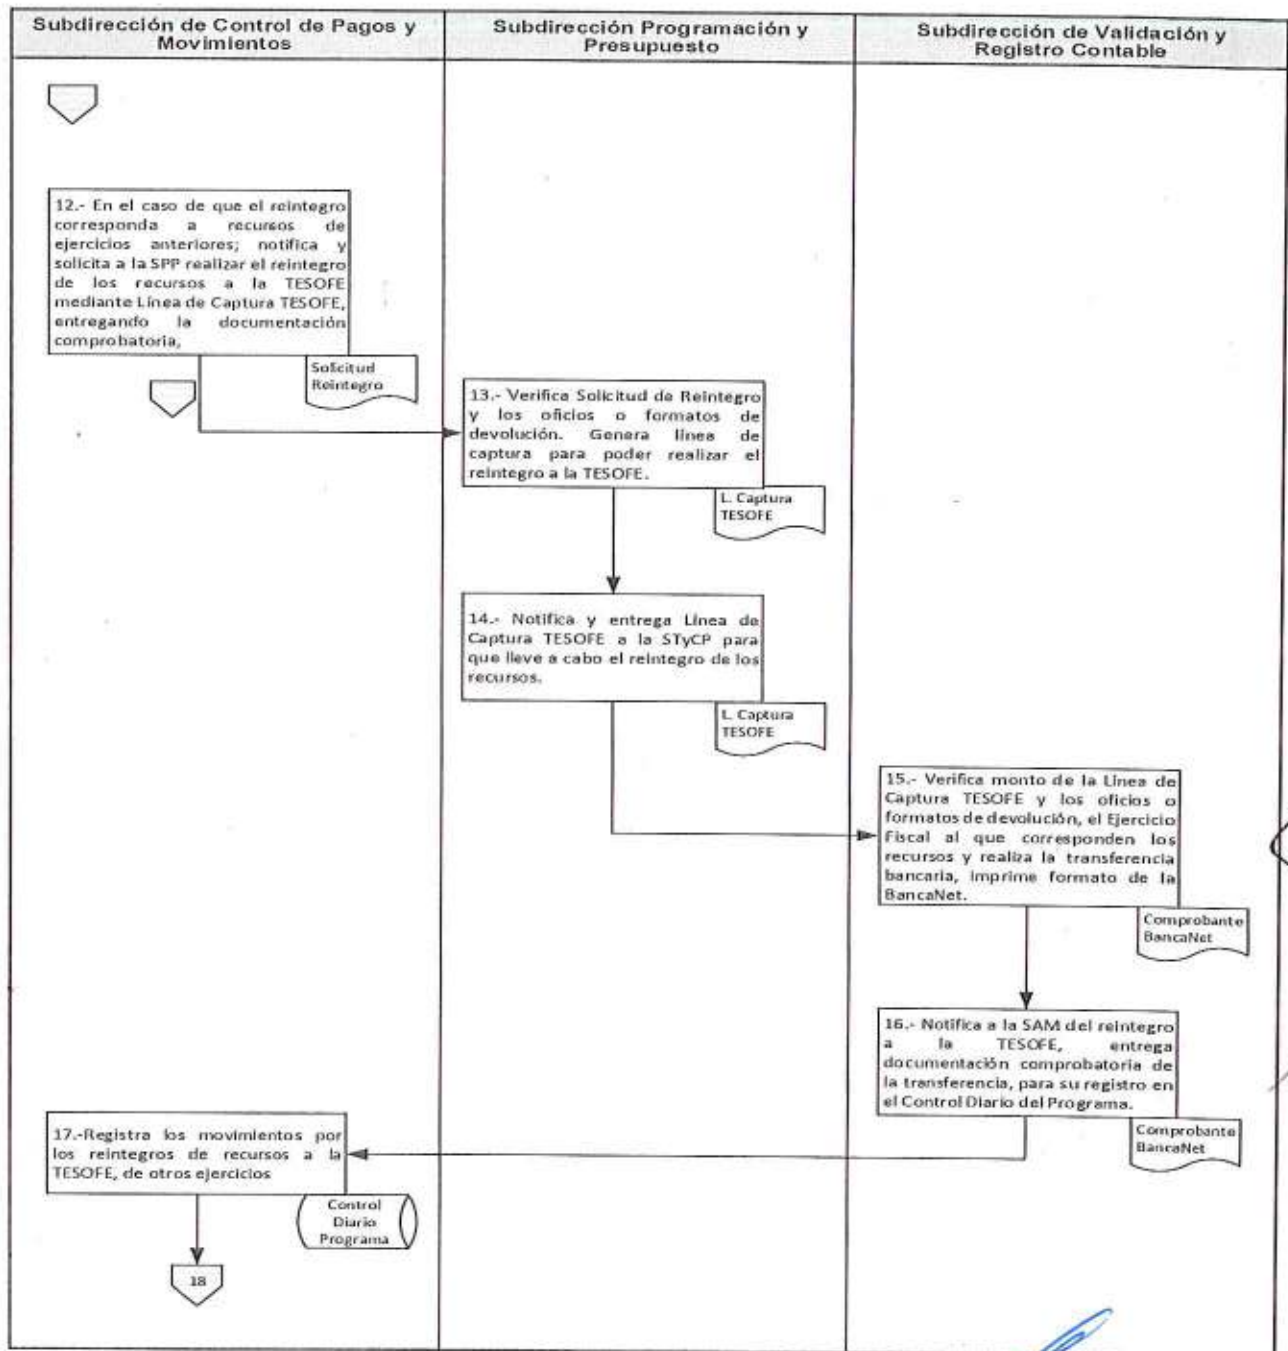 Subdirección de Control de Pagos y
Movimientos
Subdirección Programación y
Presupuesto
Subdirección de Validación y
Registro Contable
12.- En el caso de que el reintegro
corresponda a recursos de
ejercicios anteriores; notifica y
solicita a la SPP realizar el reintegro
de los recursos a la TESOFE
mediante Línea de Captura TESOFE,
entregando la documentación
comprobatoria,
Solicitud
Reintegro
13.- Verifica Solicitud de Reintegro
y los oficios o formatos de
devolución. Genera línea de
captura para poder realizar el
reintegro a la TESOFE.
L. Captura
TESOFE
14.- Notifica y entrega Línea de
Captura TESOFE a la STyCP para
que lleve a cabo el reintegro de los
recursos.
L. Captura
TESOFE
15.- Verifica monto de la Línea de
Captura TESOFE y los oficios o
formatos de devolución, el Ejercicio
Fiscal al que corresponden los
recursos y realiza la transferencia
bancaria, imprime formato de la
BancaNet.
Comprobante
BancaNet
16.- Notifica a la SAM del reintegro
a la TESOFE, entrega
documentación comprobatoria de
la transferencia, para su registro en
el Control Diario del Programa.
Comprobante
BancaNet
17.-Registra los movimientos por
los reintegros de recursos a la
TESOFE, de otros ejercicios
Control
Diario
Programa
18